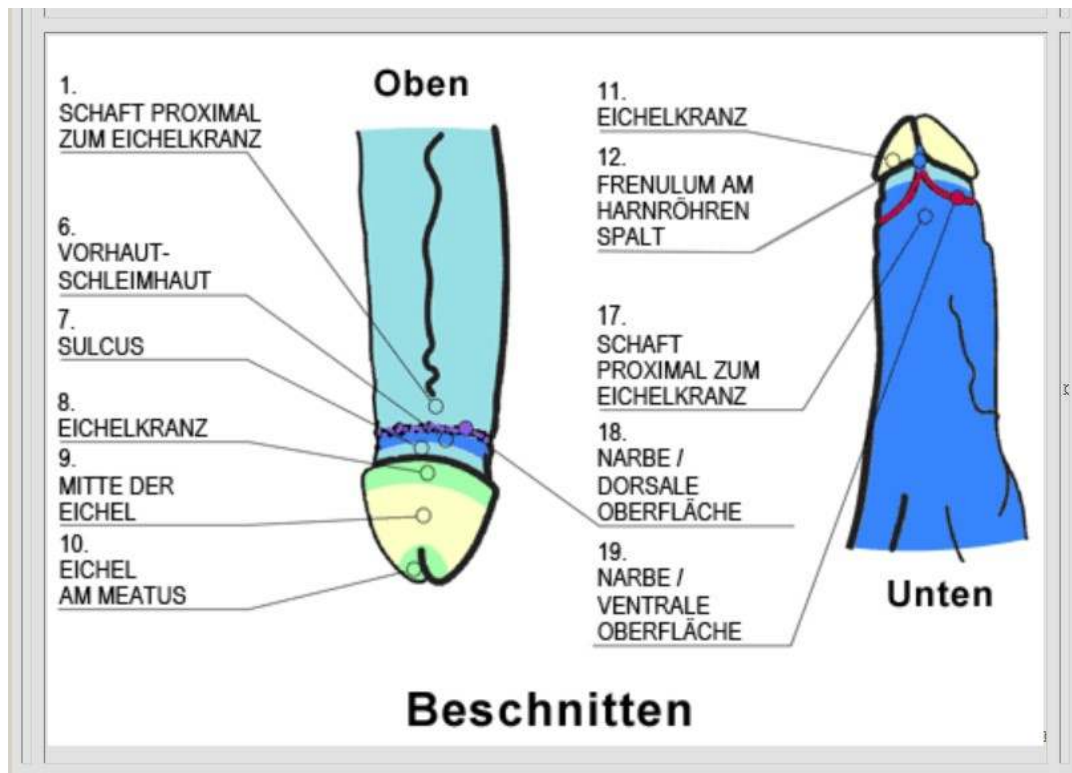 Oben
1.
SCHAFT PROXIMAL
ZUM EICHELKRANZ
6.
VORHAUT-
SCHLEIMHAUT
7.
SULCUS
8.
EICHELKRANZ
9.
MITTE DER
EICHEL
10.
EICHEL
AM MEATUS
11.
EICHELKRANZ
12.
FRENULUM AM
HARNRÖHREN
SPALT
17.
SCHAFT
PROXIMAL ZUM
EICHELKRANZ
18.
NARBE /
DORSALE
OBERFLÄCHE
19.
NARBE /
VENTRALE
OBERFLÄCHE
Unten
Beschnitten